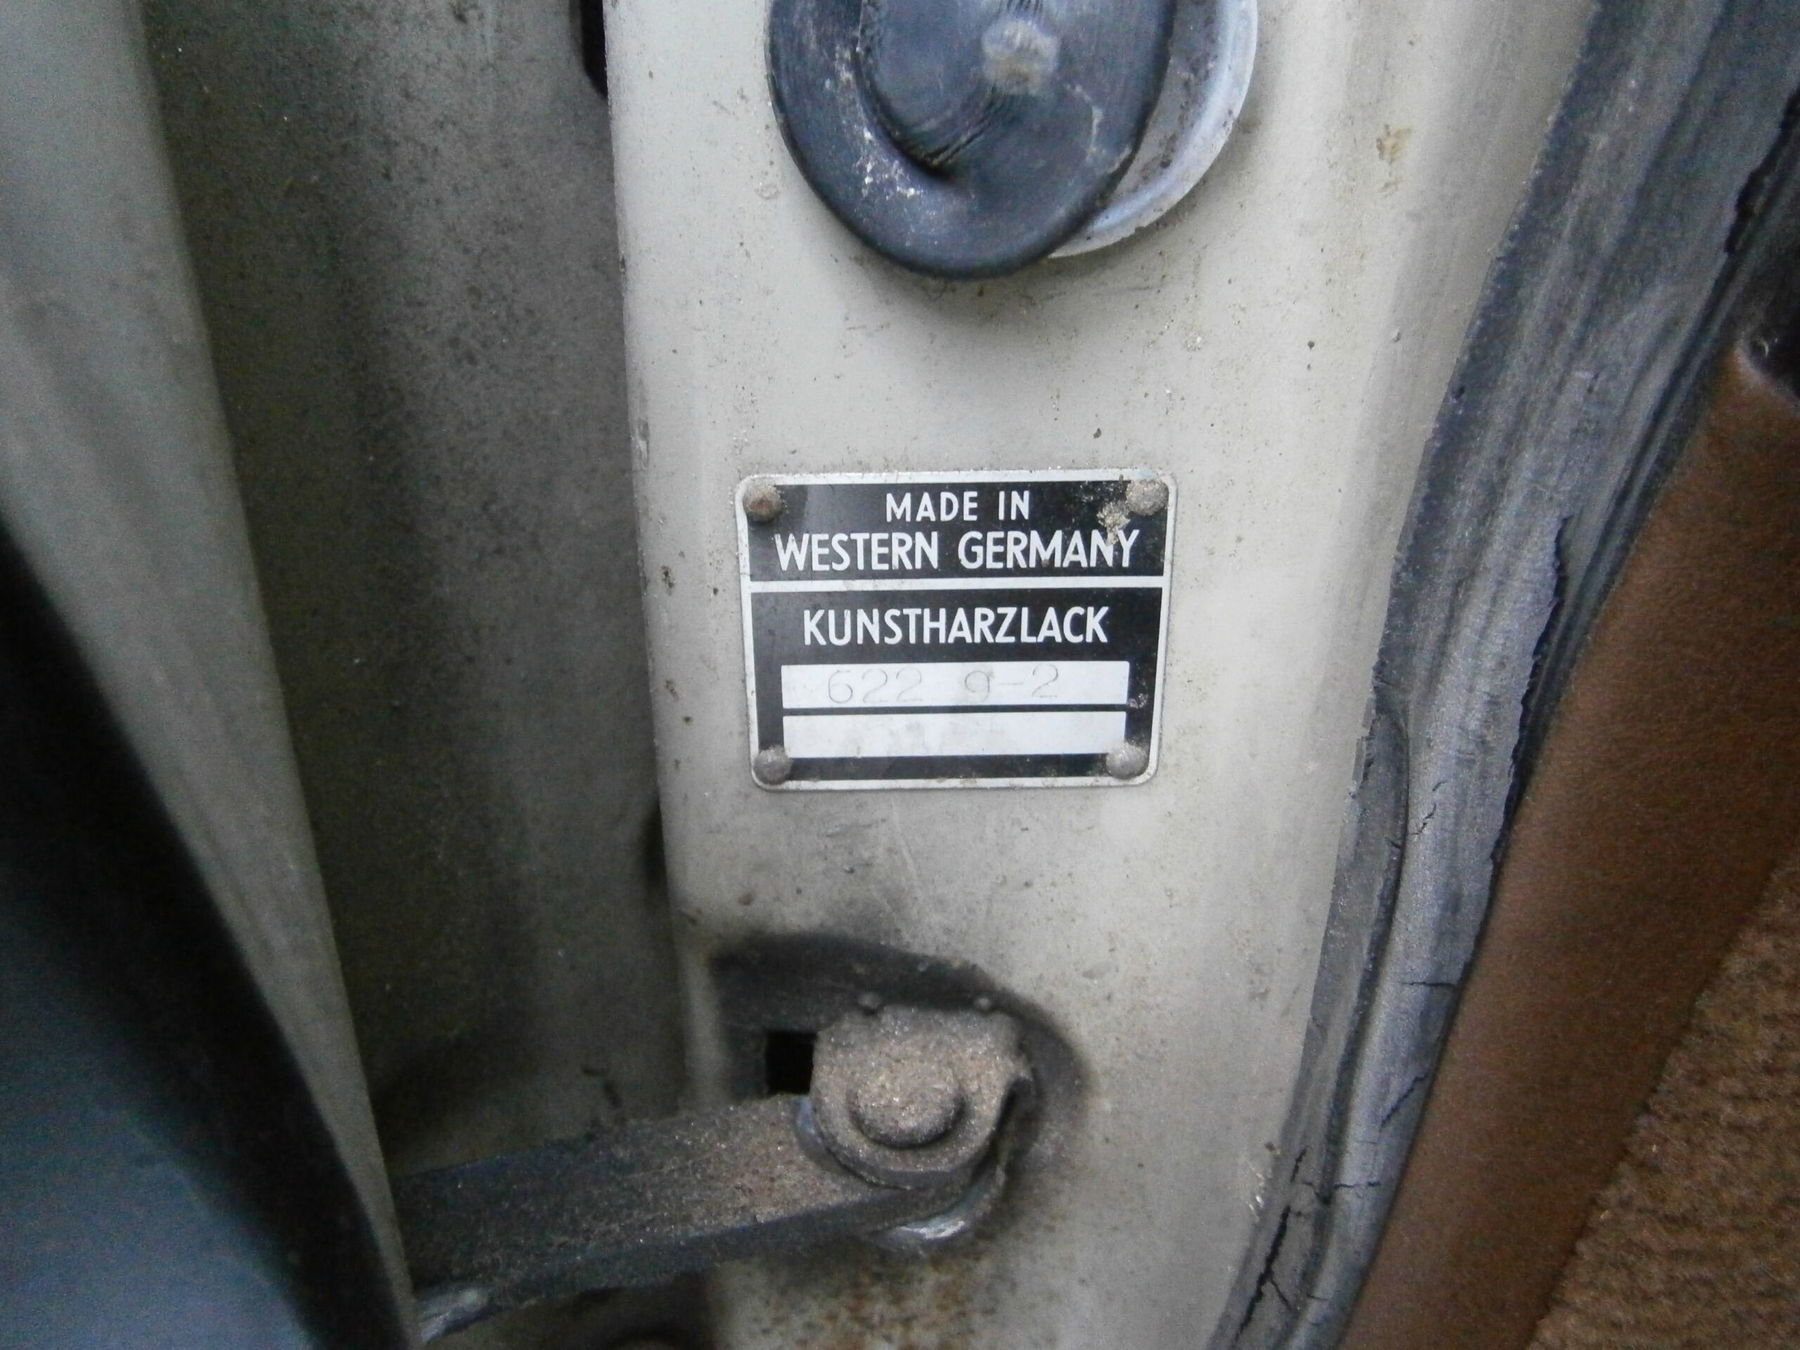 MADE IN
WESTERN GERMANY
KUNSTHARZLACK
622 9-2